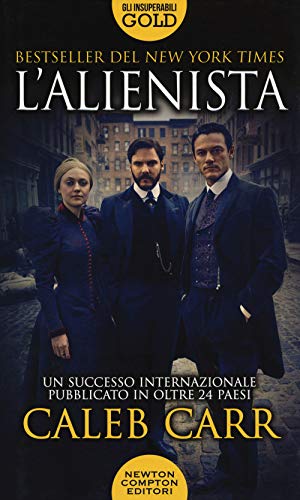 GLI INSUPERABILI
GOLD
BESTSELLER DEL NEW YORK TIMES
L'ALIENISTA
UN SUCCESSO INTERNAZIONALE
PUBBLICATO IN OLTRE 24 PAESI
CALEB CARR
NEWTON
COMPTON
EDITORI